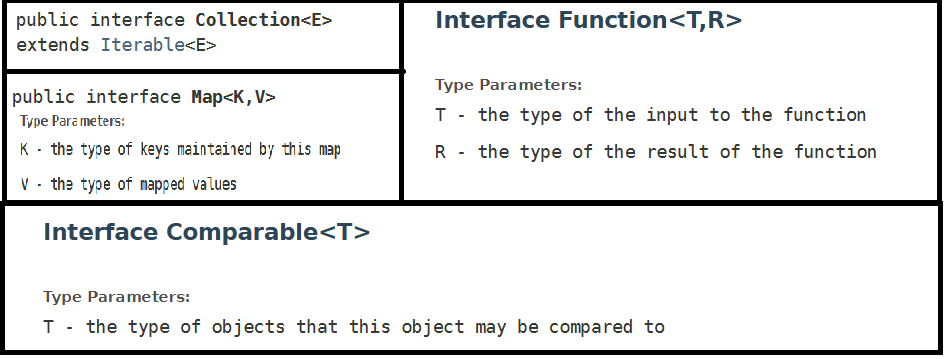 public interface Collection<E>
extends Iterable<E>
public interface Map<K,V>
Type Parameters:
K - the type of keys maintained by this map
V - the type of mapped values
Interface Function<T,R>
Type Parameters:
T - the type of the input to the function
R - the type of the result of the function
Interface Comparable<T>
Type Parameters:
T - the type of objects that this object may be compared to